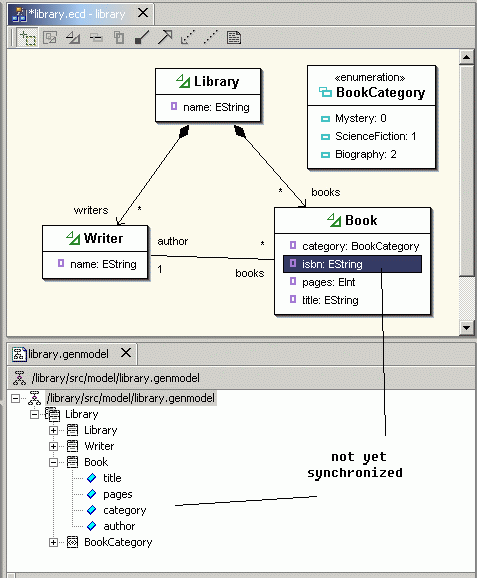 *library.ecd - library
Library
name: EString
«enumeration»
BookCategory
Mystery: 0
ScienceFiction: 1
Biography: 2
writers
*
*
books
Writer
name: EString
author
1
*
books
Book
category: BookCategory
isbn: EString
pages: EInt
title: EString
library.genmodel
/library/src/model/library.genmodel
/library/src/model/library.genmodel
Library
Library
Writer
Book
title
pages
category
author
BookCategory
not yet
synchronized